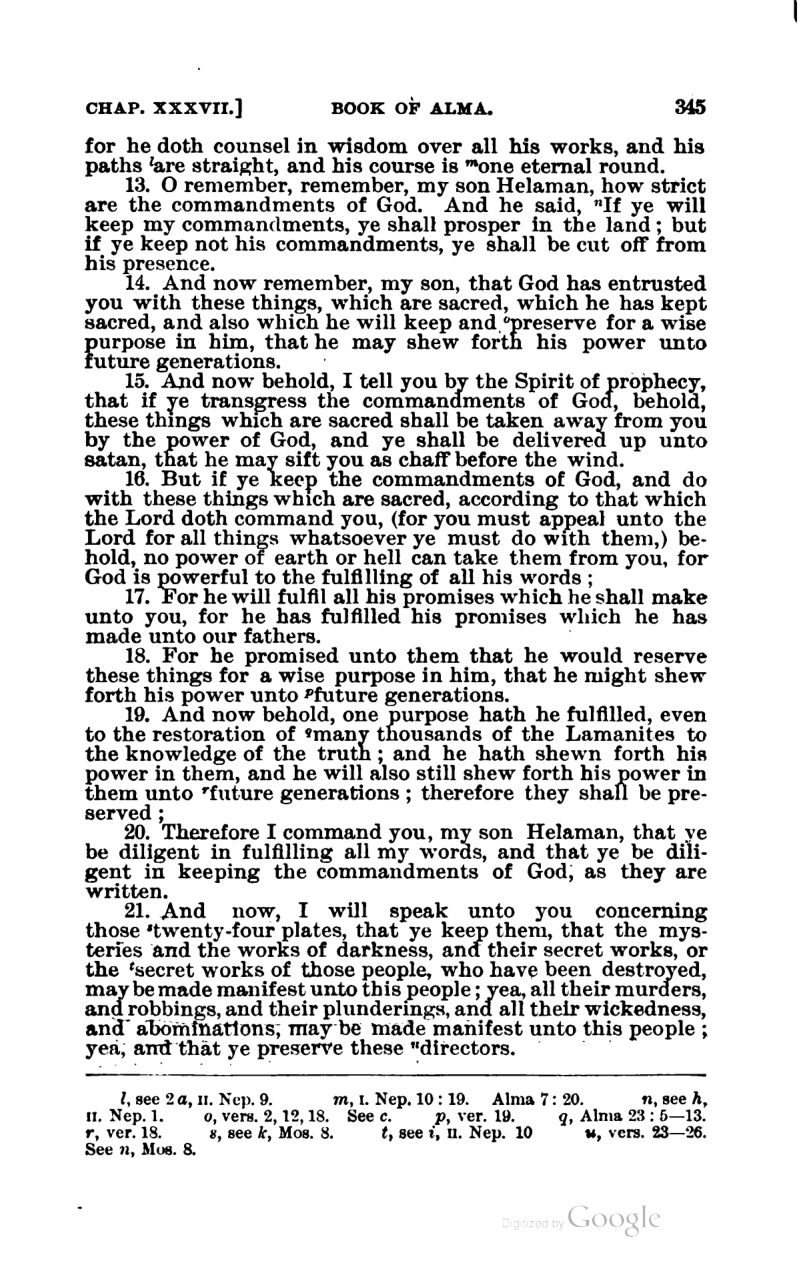 CHAP. XXXVII.] BOOK OF ALMA. 345
for he doth counsel in wisdom over all his works, and his
paths ˡare straight, and his course is ᵐone eternal round.
13. O remember, remember, my son Helaman, how strict
are the commandments of God. And he said, ⁿIf ye will
keep my commandments, ye shall prosper in the land; but
if ye keep not his commandments, ye shall be cut off from
his presence.
14. And now remember, my son, that God has entrusted
you with these things, which are sacred, which he has kept
sacred, and also which he will keep and ᵒpreserve for a wise
purpose in him, that he may shew forth his power unto
future generations.
15. And now behold, I tell you by the Spirit of prophecy,
that if ye transgress the commandments of God, behold,
these things which are sacred shall be taken away from you
by the power of God, and ye shall be delivered up unto
satan, that he may sift you as chaff before the wind.
16. But if ye keep the commandments of God, and do
with these things which are sacred, according to that which
the Lord doth command you, (for you must appeal unto the
Lord for all things whatsoever ye must do with them,) be-
hold, no power of earth or hell can take them from you, for
God is powerful to the fulfilling of all his words;
17. For he will fulfil all his promises which he shall make
unto you, for he has fulfilled his promises which he has
made unto our fathers.
18. For he promised unto them that he would reserve
these things for a wise purpose in him, that he might shew
forth his power unto ᵖfuture generations.
19. And now behold, one purpose hath he fulfilled, even
to the restoration of qmany thousands of the Lamanites to
the knowledge of the truth; and he hath shewn forth his
power in them, and he will also still shew forth his power in
them unto ʳfuture generations; therefore they shall be pre-
served;
20. Therefore I command you, my son Helaman, that ye
be diligent in fulfilling all my words, and that ye be dili-
gent in keeping the commandments of God, as they are
written.
21. And now, I will speak unto you concerning
those ˢtwenty-four plates, that ye keep them, that the mys-
teries and the works of darkness, and their secret works, or
the ᵗsecret works of those people, who have been destroyed,
may be made manifest unto this people; yea, all their murders,
and robbings, and their plunderings, and all their wickedness,
and abominations, may be made manifest unto this people;
yea, and that ye preserve these ᵘdirectors.
l, see 2 a, II. Nep. 9. m, I. Nep. 10 : 19. Alma 7 : 20. n, see h,
II. Nep. 1. o, vers. 2, 12, 18. See c. p, ver. 19. q, Alma 23 : 5—13.
r, ver. 18. s, see k, Mos. 8. t, see i, II. Nep. 10 u, vers. 23—26.
See n, Mos. 8.
Digitized by Google